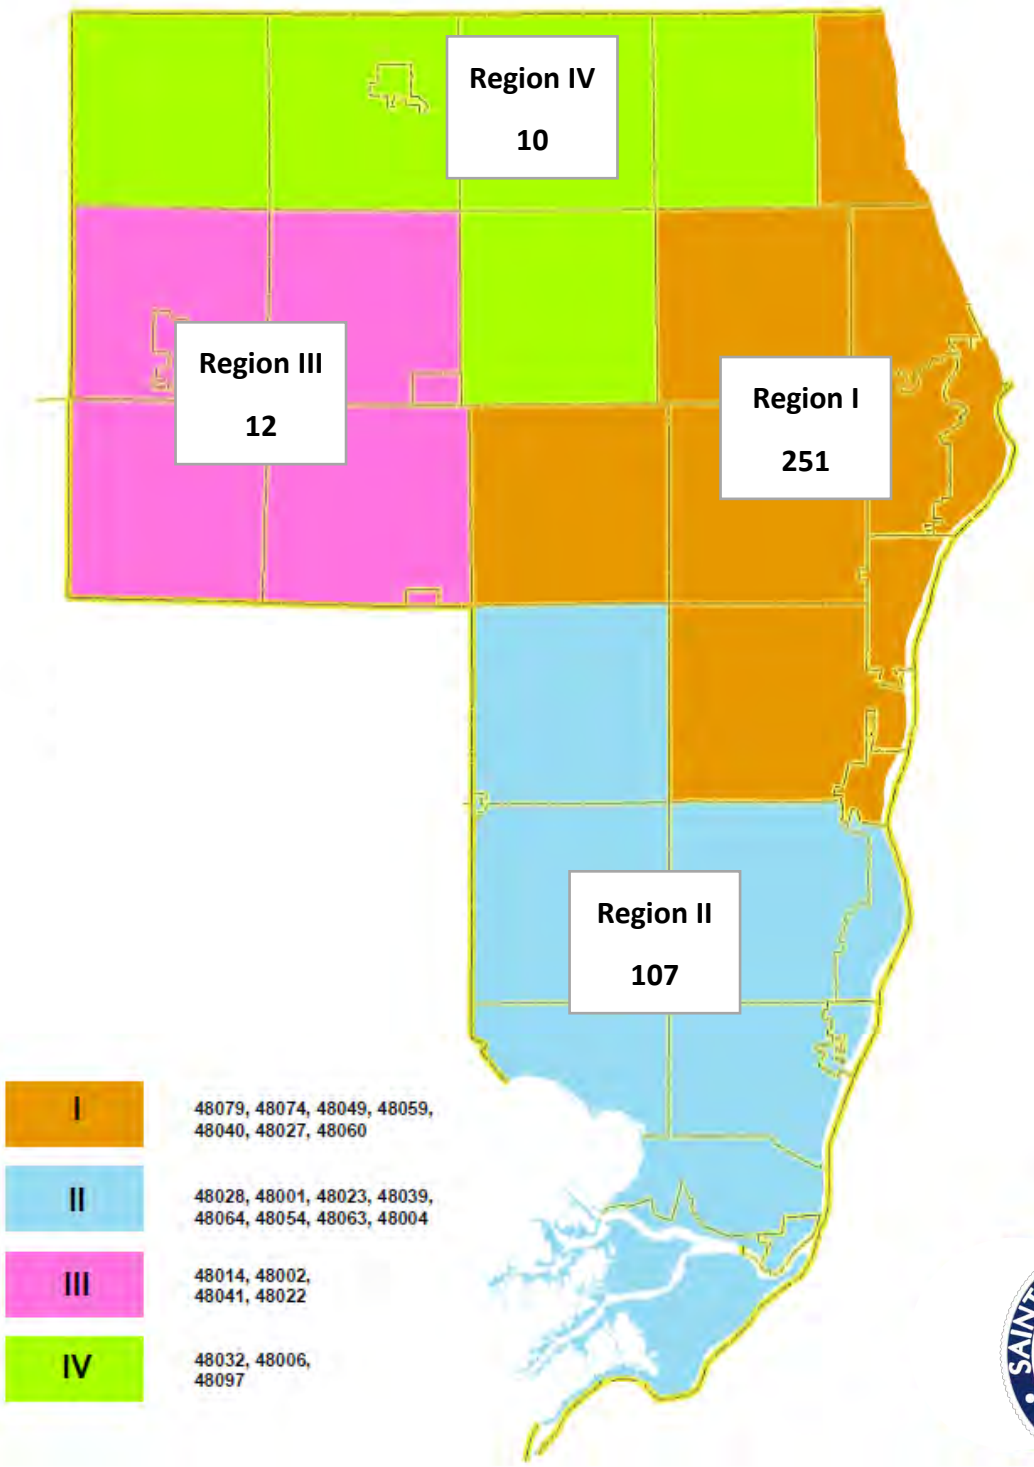 Region IV
10
Region III
12
Region I
251
Region II
107
I
48079, 48074, 48049, 48059,
48040, 48027, 48060
II
48028, 48001, 48023, 48039,
48064, 48054, 48063, 48004
III
48014, 48002,
48041, 48022
IV
48032, 48006,
48097
SAINT